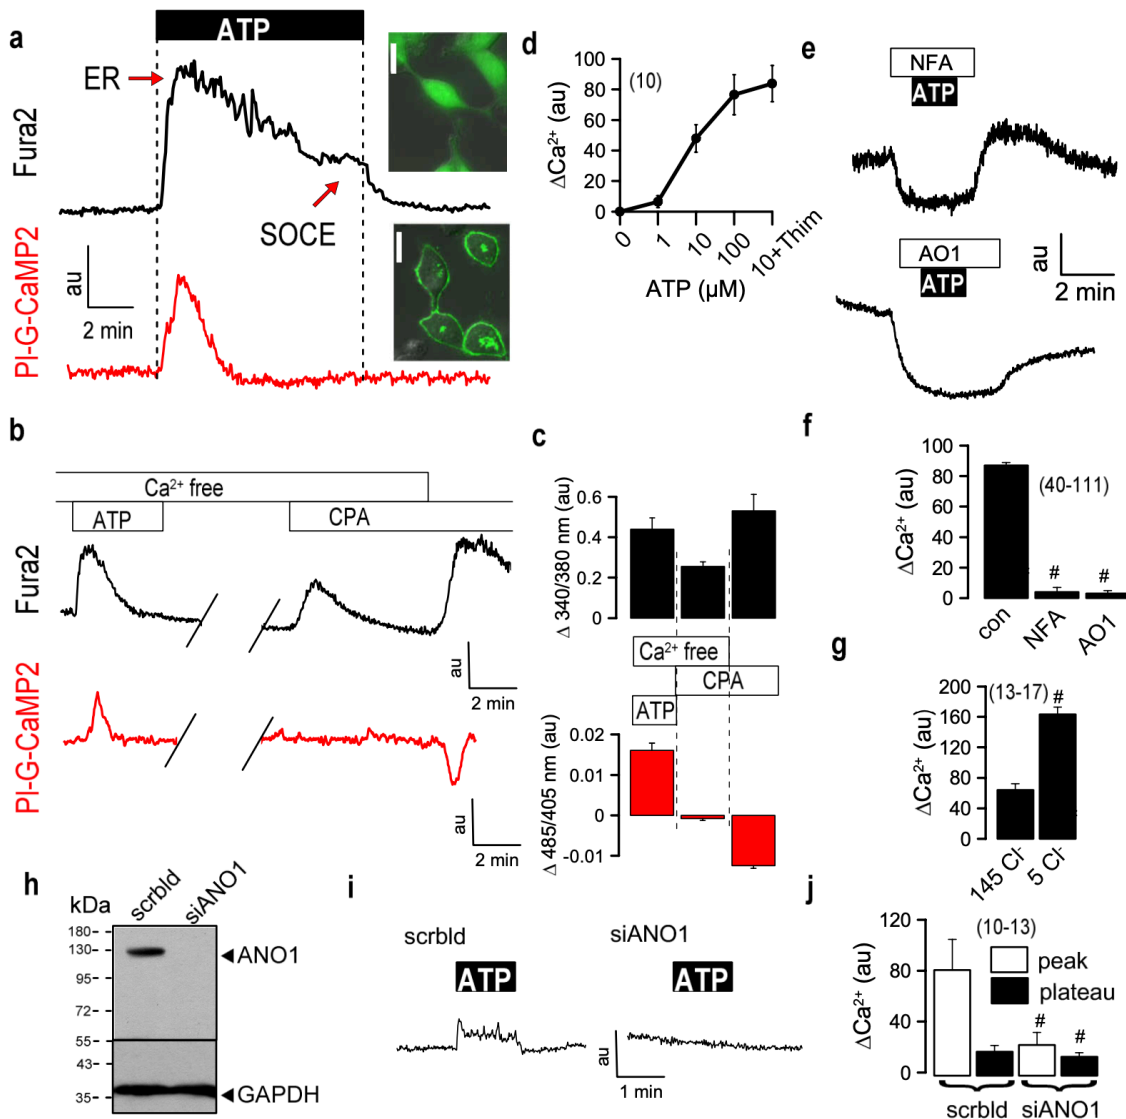 a
ATP
ER
Fura2
SOCE
au
2 min
Pl-G-CaMP2
b
Ca²⁺ free
ATP
CPA
Fura2
au
2 min
Pl-G-CaMP2
au
2 min
c
Δ 340/380 nm (au)
0.6
0.4
0.2
0
Ca²⁺ free
CPA
ATP
Δ 485/405 nm (au)
0.02
0.01
0
-0.01
d
(10)
ΔCa²⁺ (au)
100
80
60
40
20
0
0
1
10
100
10+Thim
ATP (µM)
e
NFA
ATP
AO1
ATP
au
2 min
f
(40-111)
ΔCa²⁺ (au)
100
80
60
40
20
0
#
#
con
NFA
AO1
g
(13-17)
#
ΔCa²⁺ (au)
200
160
120
80
40
0
145 Cl-
5 Cl-
h
kDa
scrbld
siANO1
180-
130-
95-
72-
55-
43-
35-
ANO1
GAPDH
i
scrbld
siANO1
ATP
ATP
au
1 min
j
(10-13)
peak
plateau
ΔCa²⁺ (au)
120
80
40
0
#
#
scrbld
siANO1